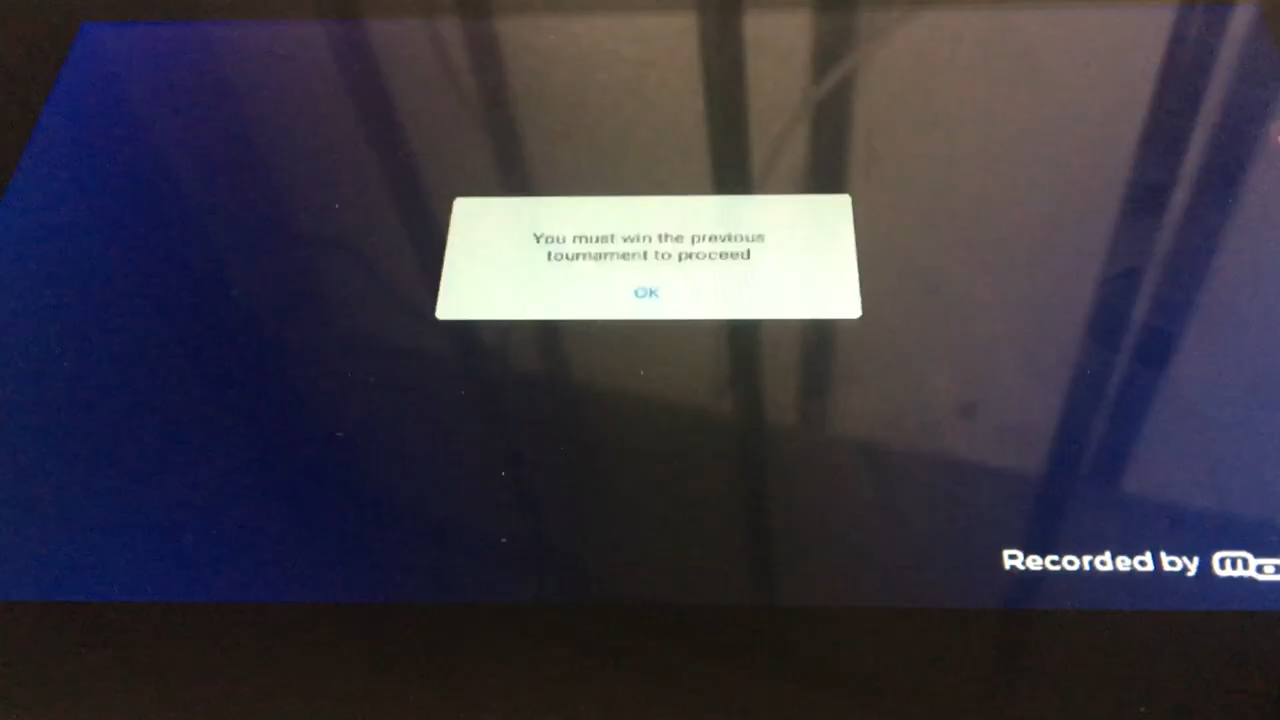 You must win the previous
tournament to proceed
OK
Recorded by